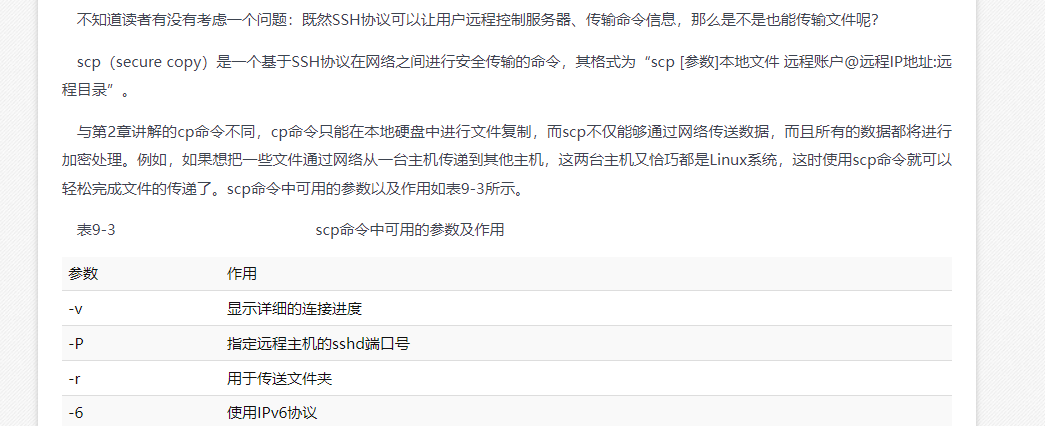 不知道读者有没有考虑一个问题：既然SSH协议可以让用户远程控制服务器、传输命令信息，那么是不是也能传输文件呢？
scp（secure copy）是一个基于SSH协议在网络之间进行安全传输的命令，其格式为“scp [参数]本地文件 远程账户@远程IP地址:远
程目录”。
与第2章讲解的cp命令不同，cp命令只能在本地硬盘中进行文件复制，而scp不仅能够通过网络传送数据，而且所有的数据都将进行
加密处理。例如，如果想把一些文件通过网络从一台主机传递到其他主机，这两台主机又恰巧都是Linux系统，这时使用scp命令就可以
轻松完成文件的传递了。scp命令中可用的参数以及作用如表9-3所示。
表9-3 scp命令中可用的参数及作用
参数 作用
-v 显示详细的连接进度
-P 指定远程主机的sshd端口号
-r 用于传送文件夹
-6 使用IPv6协议